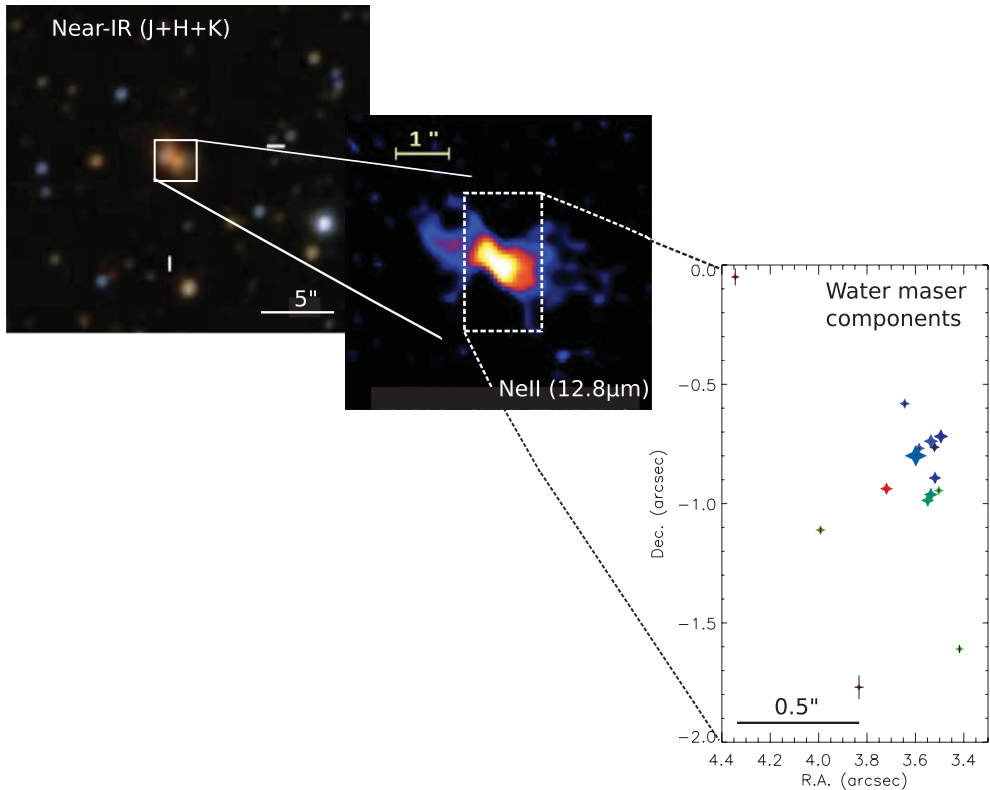 Near-IR (J+H+K)
5"
1 "
NeII (12.8µm)
Water maser
components
0.0
−0.5
−1.0
−1.5
−2.0
Dec. (arcsec)
0.5"
4.4 4.2 4.0 3.8 3.6 3.4
R.A. (arcsec)